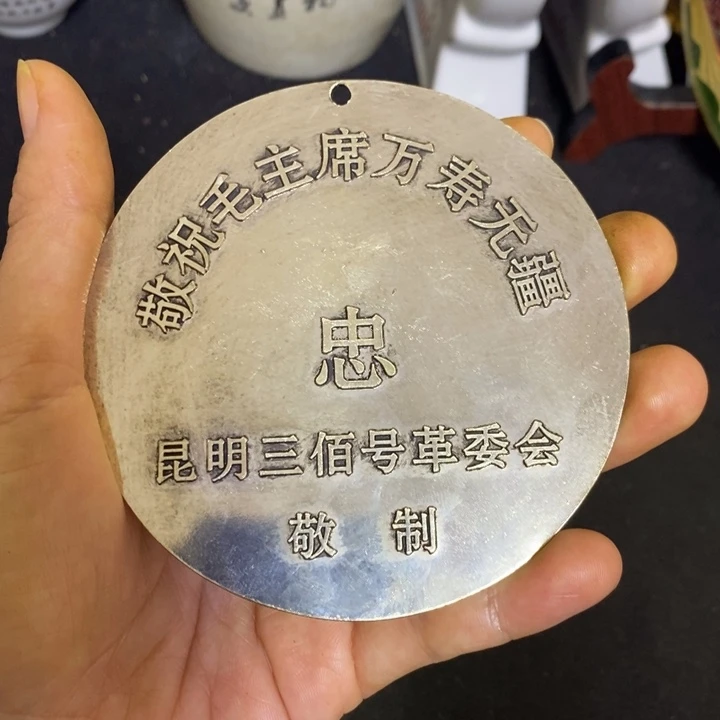 敬祝毛主席万寿无疆
忠
昆明三佰号革委会
敬制